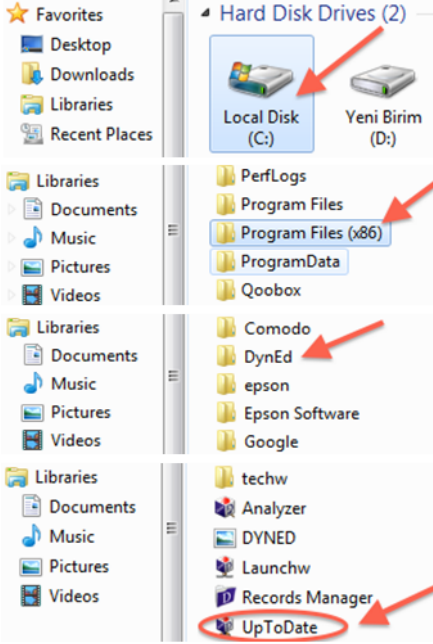 Favorites
Desktop
Downloads
Libraries
Recent Places
Hard Disk Drives (2)
Local Disk
(C:)
Yeni Birim
(D:)
Libraries
Documents
Music
Pictures
Videos
PerfLogs
Program Files
Program Files (x86)
ProgramData
Qoobox
Libraries
Documents
Music
Pictures
Videos
Comodo
DynEd
epson
Epson Software
Google
Libraries
Documents
Music
Pictures
Videos
techw
Analyzer
DYNED
Launchw
Records Manager
UpToDate